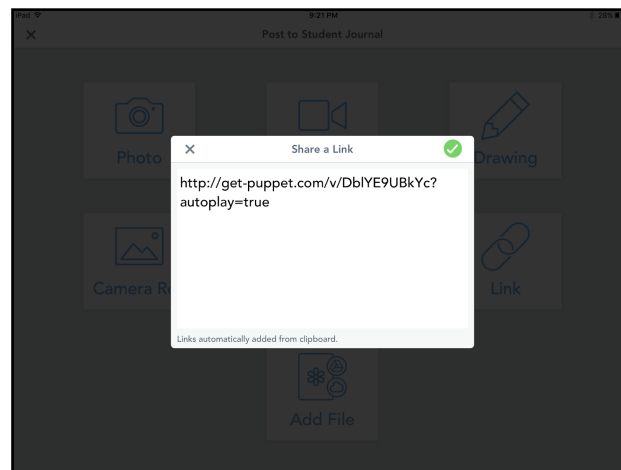 iPad 9:21 PM 28%
Post to Student Journal
Photo
Drawing
Share a Link
http://get-puppet.com/v/DblYE9UBkYc?
autoplay=true
Links automatically added from clipboard.
Camera R
Link
Add File